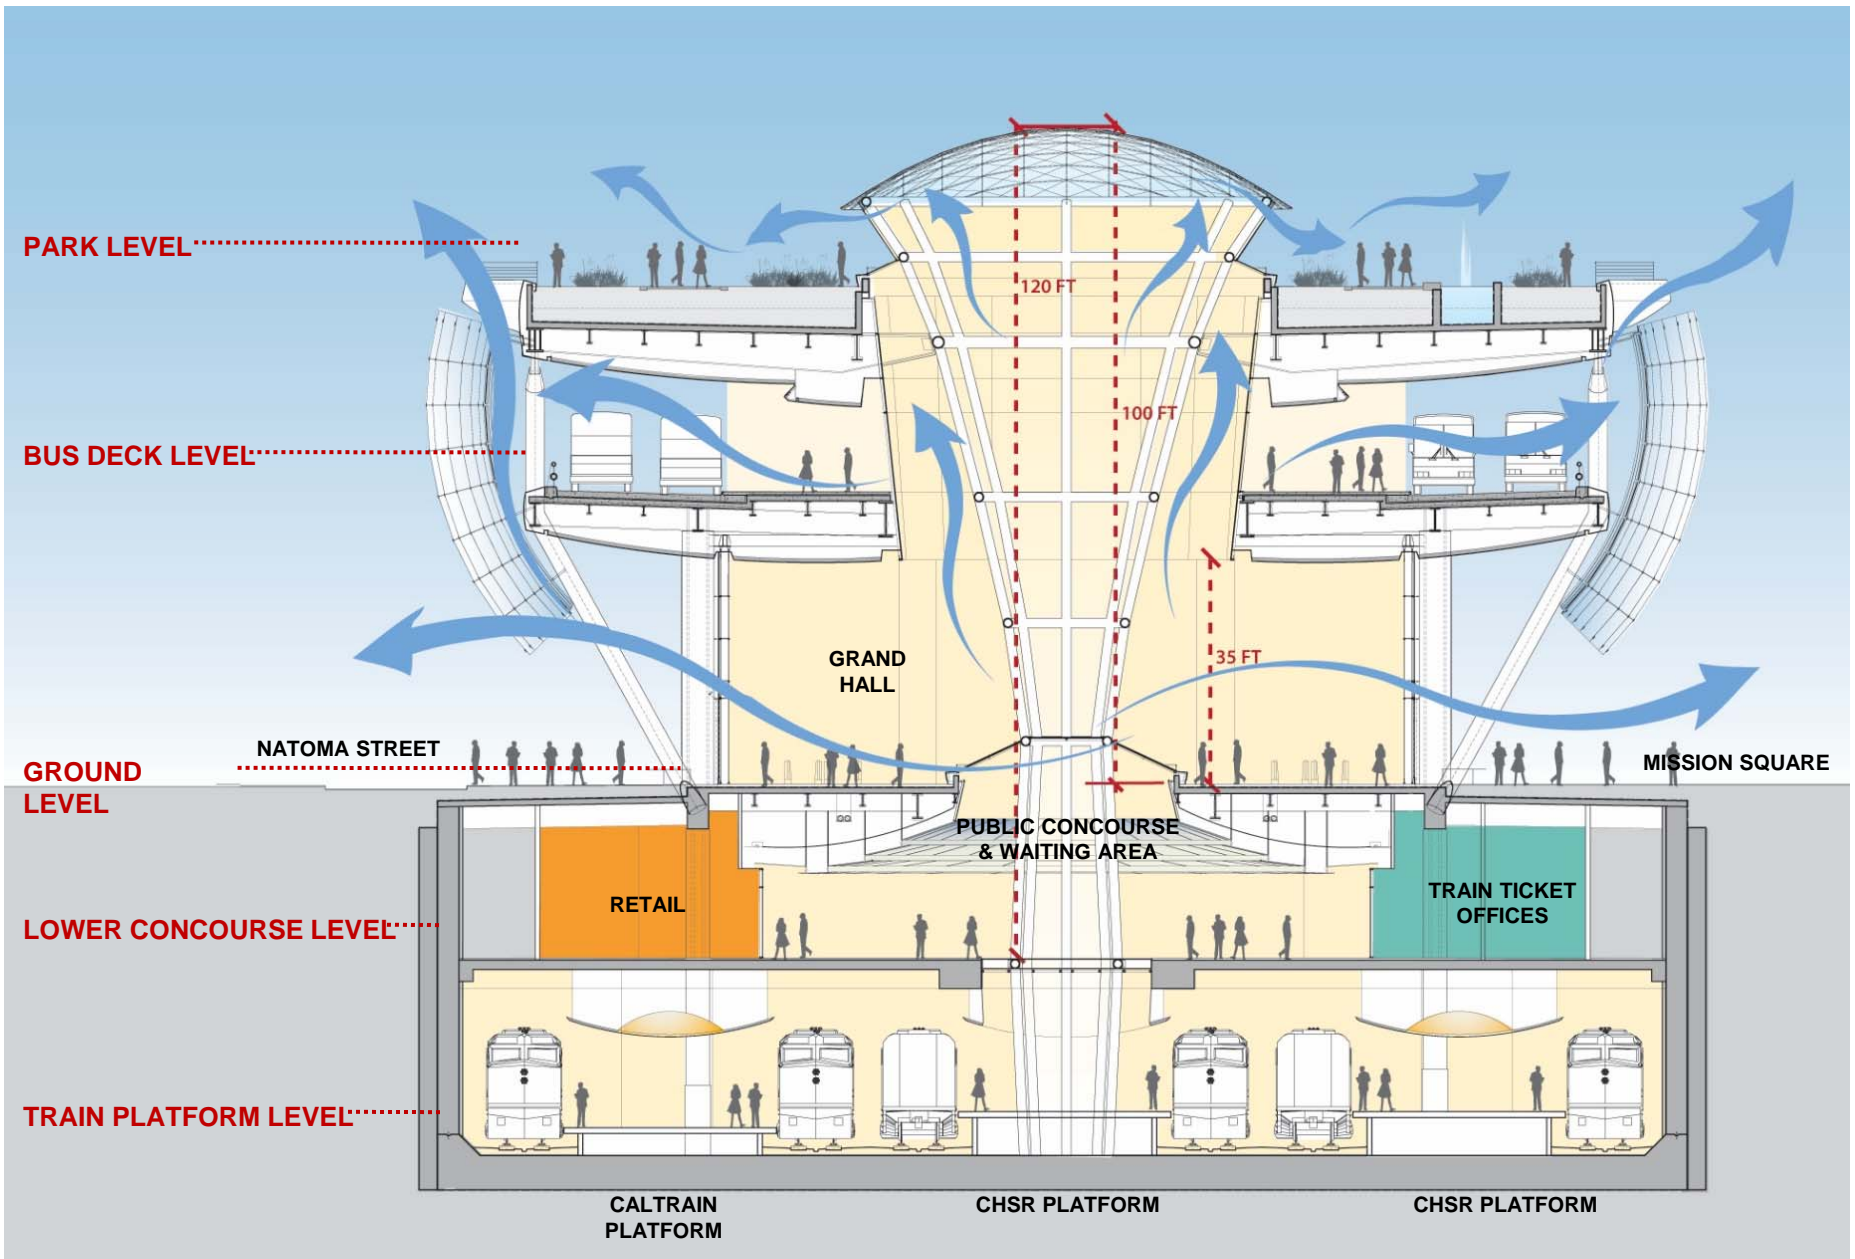 PARK LEVEL
120 FT
100 FT
BUS DECK LEVEL
GRAND
HALL
35 FT
NATOMA STREET
MISSION SQUARE
GROUND
LEVEL
PUBLIC CONCOURSE
& WAITING AREA
RETAIL
TRAIN TICKET
OFFICES
LOWER CONCOURSE LEVEL
TRAIN PLATFORM LEVEL
CALTRAIN
PLATFORM
CHSR PLATFORM
CHSR PLATFORM